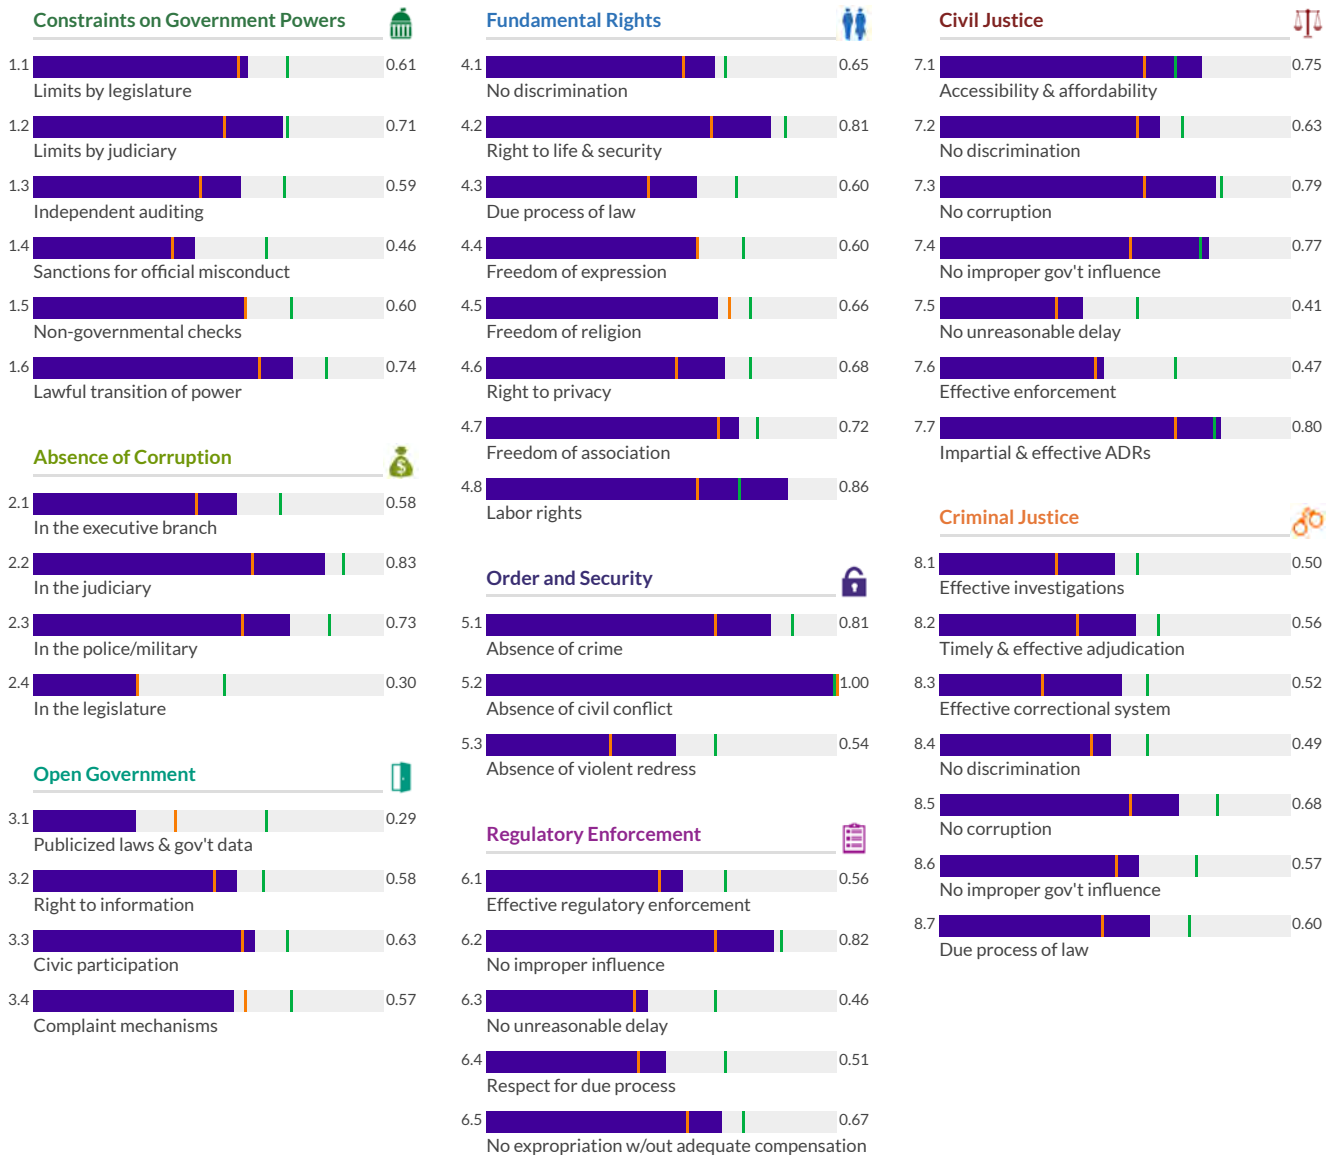 Constraints on Government Powers
1.1 0.61
Limits by legislature
1.2 0.71
Limits by judiciary
1.3 0.59
Independent auditing
1.4 0.46
Sanctions for official misconduct
1.5 0.60
Non-governmental checks
1.6 0.74
Lawful transition of power
Absence of Corruption
$
2.1 0.58
In the executive branch
2.2 0.83
In the judiciary
2.3 0.73
In the police/military
2.4 0.30
In the legislature
Open Government
3.1 0.29
Publicized laws & gov't data
3.2 0.58
Right to information
3.3 0.63
Civic participation
3.4 0.57
Complaint mechanisms
Fundamental Rights
4.1 0.65
No discrimination
4.2 0.81
Right to life & security
4.3 0.60
Due process of law
4.4 0.60
Freedom of expression
4.5 0.66
Freedom of religion
4.6 0.68
Right to privacy
4.7 0.72
Freedom of association
4.8 0.86
Labor rights
Order and Security
5.1 0.81
Absence of crime
5.2 1.00
Absence of civil conflict
5.3 0.54
Absence of violent redress
Regulatory Enforcement
6.1 0.56
Effective regulatory enforcement
6.2 0.82
No improper influence
6.3 0.46
No unreasonable delay
6.4 0.51
Respect for due process
6.5 0.67
No expropriation w/out adequate compensation
Civil Justice
7.1 0.75
Accessibility & affordability
7.2 0.63
No discrimination
7.3 0.79
No corruption
7.4 0.77
No improper gov't influence
7.5 0.41
No unreasonable delay
7.6 0.47
Effective enforcement
7.7 0.80
Impartial & effective ADRs
Criminal Justice
8.1 0.50
Effective investigations
8.2 0.56
Timely & effective adjudication
8.3 0.52
Effective correctional system
8.4 0.49
No discrimination
8.5 0.68
No corruption
8.6 0.57
No improper gov't influence
8.7 0.60
Due process of law